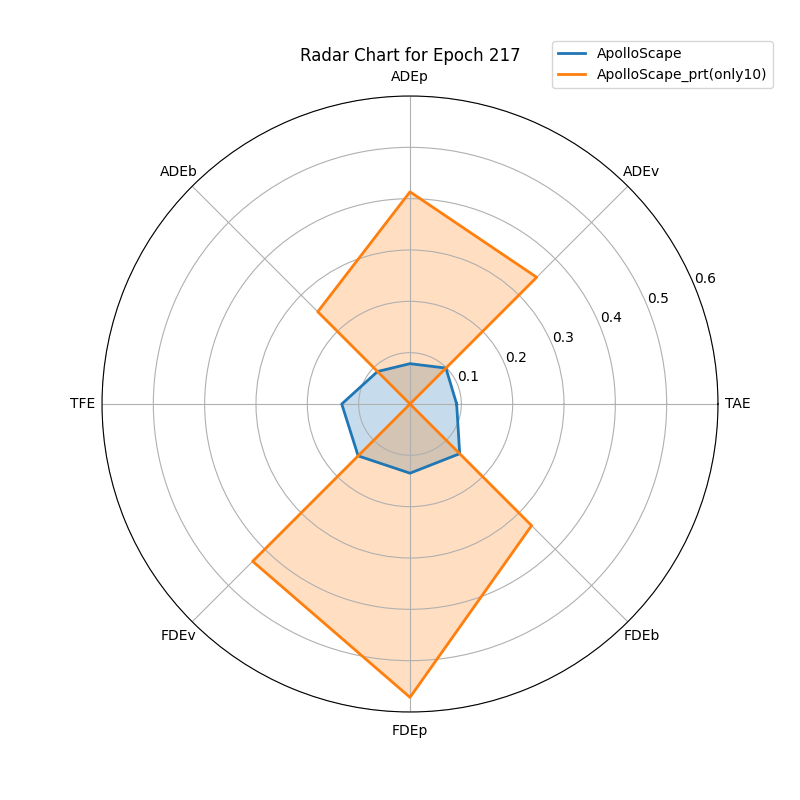 Radar Chart for Epoch 217
ApolloScape
ApolloScape_prt(only10)
ADEp
ADEb
ADEv
0.6
0.5
0.4
0.3
0.2
0.1
TFE
TAE
FDEv
FDEb
FDEp